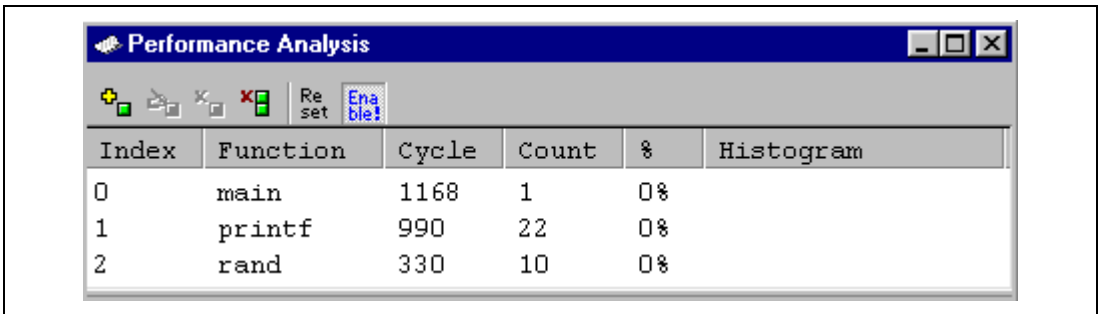 Performance Analysis
Re
set
Ena
ble!
Index Function Cycle Count % Histogram
0 main 1168 1 0%
1 printf 990 22 0%
2 rand 330 10 0%